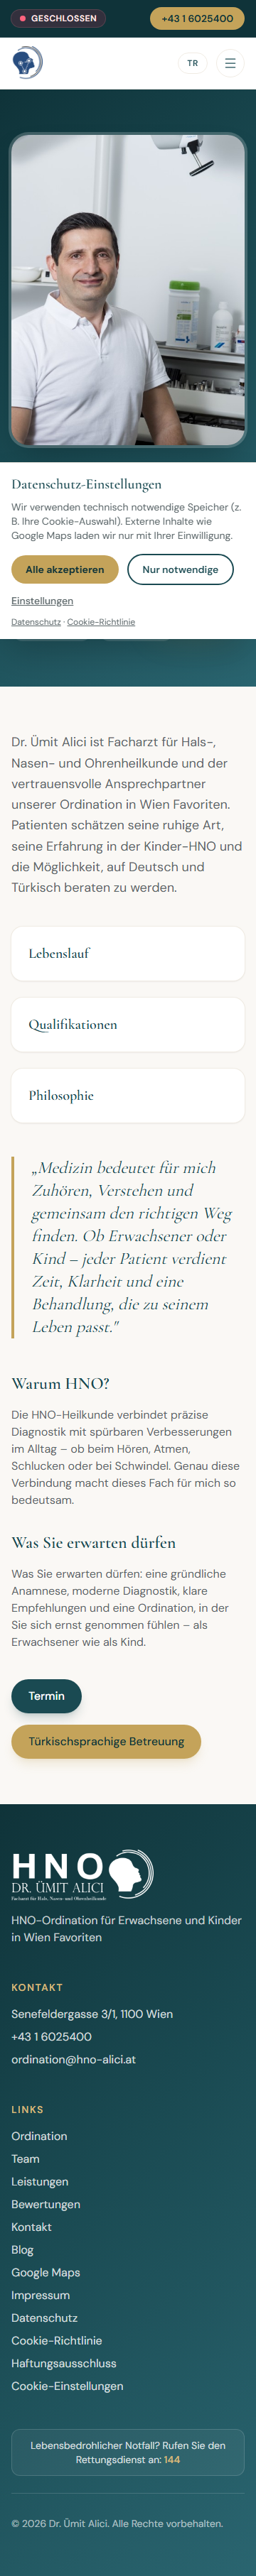 GESCHLOSSEN
+43 1 6025400
TR
Datenschutz-Einstellungen
Wir verwenden technisch notwendige Speicher (z.
B. Ihre Cookie-Auswahl). Externe Inhalte wie
Google Maps laden wir nur mit Ihrer Einwilligung.
Alle akzeptieren
Nur notwendige
Einstellungen
Datenschutz · Cookie-Richtlinie
Dr. Ümit Alici ist Facharzt für Hals-,
Nasen- und Ohrenheilkunde und der
vertrauensvolle Ansprechpartner
unserer Ordination in Wien Favoriten.
Patienten schätzen seine ruhige Art,
seine Erfahrung in der Kinder-HNO und
die Möglichkeit, auf Deutsch und
Türkisch beraten zu werden.
Lebenslauf
Qualifikationen
Philosophie
„Medizin bedeutet für mich
Zuhören, Verstehen und
gemeinsam den richtigen Weg
finden. Ob Erwachsener oder
Kind – jeder Patient verdient
Zeit, Klarheit und eine
Behandlung, die zu seinem
Leben passt."
Warum HNO?
Die HNO-Heilkunde verbindet präzise
Diagnostik mit spürbaren Verbesserungen
im Alltag – ob beim Hören, Atmen,
Schlucken oder bei Schwindel. Genau diese
Verbindung macht dieses Fach für mich so
bedeutsam.
Was Sie erwarten dürfen
Was Sie erwarten dürfen: eine gründliche
Anamnese, moderne Diagnostik, klare
Empfehlungen und eine Ordination, in der
Sie sich ernst genommen fühlen – als
Erwachsener wie als Kind.
Termin
Türkischsprachige Betreuung
HNO
DR. ÜMIT ALICI
Facharzt für Hals, Nasen- und Ohrenheilkunde
HNO-Ordination für Erwachsene und Kinder
in Wien Favoriten
KONTAKT
Senefeldergasse 3/1, 1100 Wien
+43 1 6025400
ordination@hno-alici.at
LINKS
Ordination
Team
Leistungen
Bewertungen
Kontakt
Blog
Google Maps
Impressum
Datenschutz
Cookie-Richtlinie
Haftungsausschluss
Cookie-Einstellungen
Lebensbedrohlicher Notfall? Rufen Sie den
Rettungsdienst an: 144
© 2026 Dr. Ümit Alici. Alle Rechte vorbehalten.